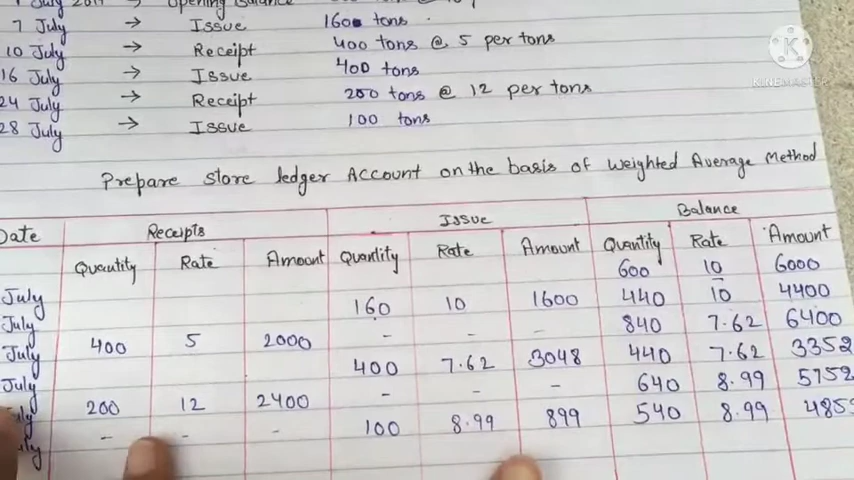 7 July → Issue 160 tons
10 July → Receipt 400 tons @ 5 per tons
16 July → Issue 400 tons
24 July → Receipt 200 tons @ 12 per tons
28 July → Issue 100 tons
KINEMASTER
Prepare store ledger Account on the basis of Weighted Average Method
Date Receipts Issue Balance
Quantity Rate Amount Quantity Rate Amount Quantity Rate Amount
600 10 6000
July 160 10 1600 440 10 4400
July 400 5 2000 - - - 840 7.62 6400
July 400 7.62 3048 440 7.62 3352
July 200 12 2400 - - - 640 8.99 5752
July - - - 100 8.99 899 540 8.99 485